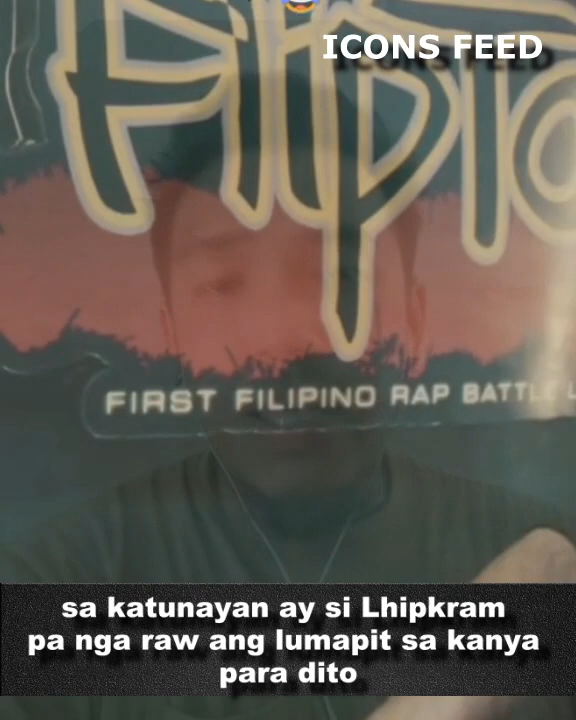 ICONS FEED
FlipTo
FIRST FILIPINO RAP BATTLE L
sa katunayan ay si Lhipkram
pa nga raw ang lumapit sa kanya
para dito